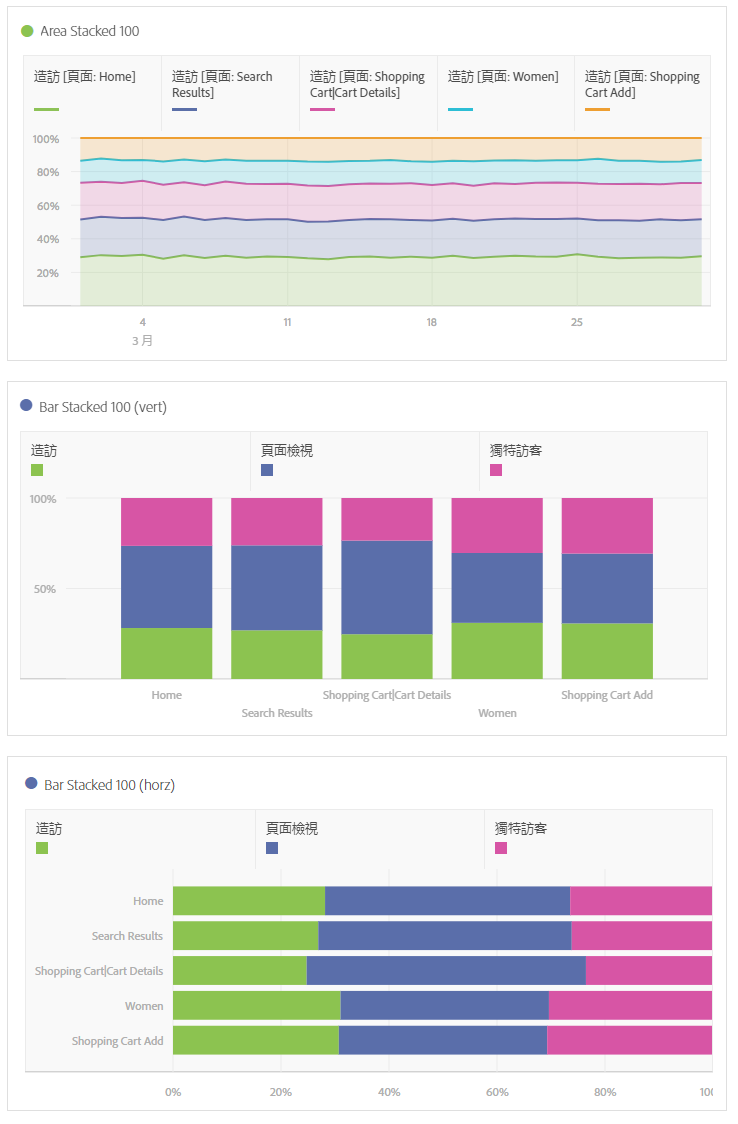 Area Stacked 100
造訪 [頁面: Home]
造訪 [頁面: Search
Results]
造訪 [頁面: Shopping
Cart|Cart Details]
造訪 [頁面: Women]
造訪 [頁面: Shopping
Cart Add]
100%
80%
60%
40%
20%
4
11
18
25
3 月
Bar Stacked 100 (vert)
造訪
頁面檢視
獨特訪客
100%
50%
Home
Shopping Cart|Cart Details
Shopping Cart Add
Search Results
Women
Bar Stacked 100 (horz)
造訪
頁面檢視
獨特訪客
Home
Search Results
Shopping Cart|Cart Details
Women
Shopping Cart Add
0%
20%
40%
60%
80%